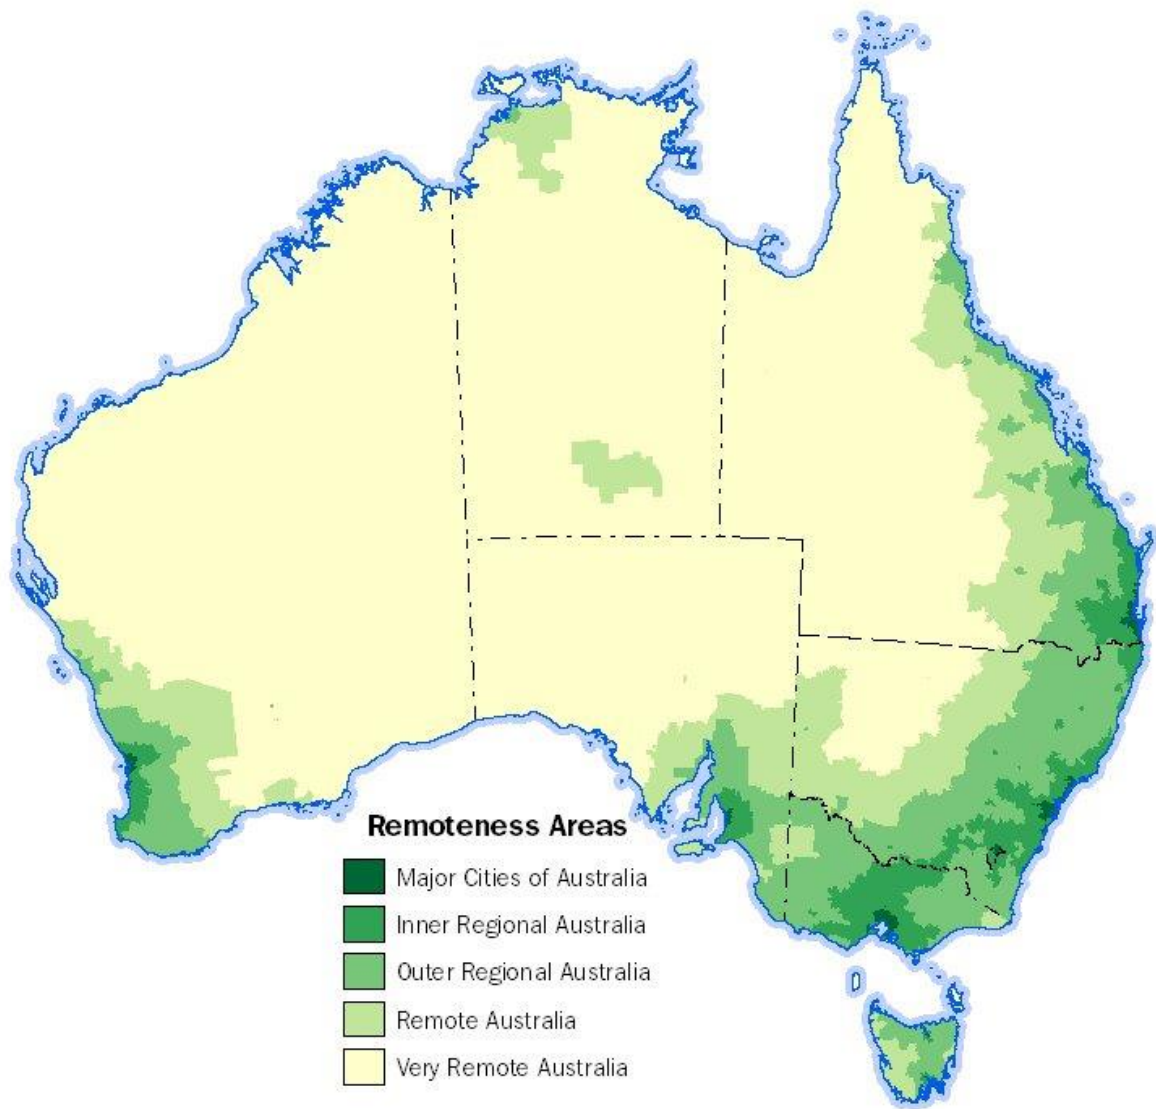 Remoteness Areas
Major Cities of Australia
Inner Regional Australia
Outer Regional Australia
Remote Australia
Very Remote Australia